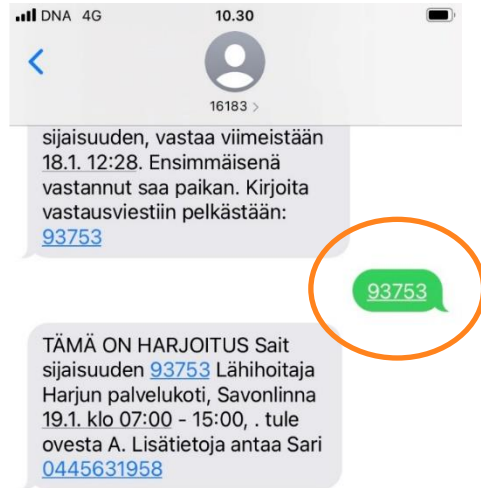 DNA 4G 10.30
16183 >
sijaisuuden, vastaa viimeistään
18.1. 12:28. Ensimmäisenä
vastannut saa paikan. Kirjoita
vastausviestiin pelkästään:
93753
93753
TÄMÄ ON HARJOITUS Sait
sijaisuuden 93753 Lähihoitaja
Harjun palvelukoti, Savonlinna
19.1. klo 07:00 - 15:00, . tule
ovesta A. Lisätietoja antaa Sari
0445631958